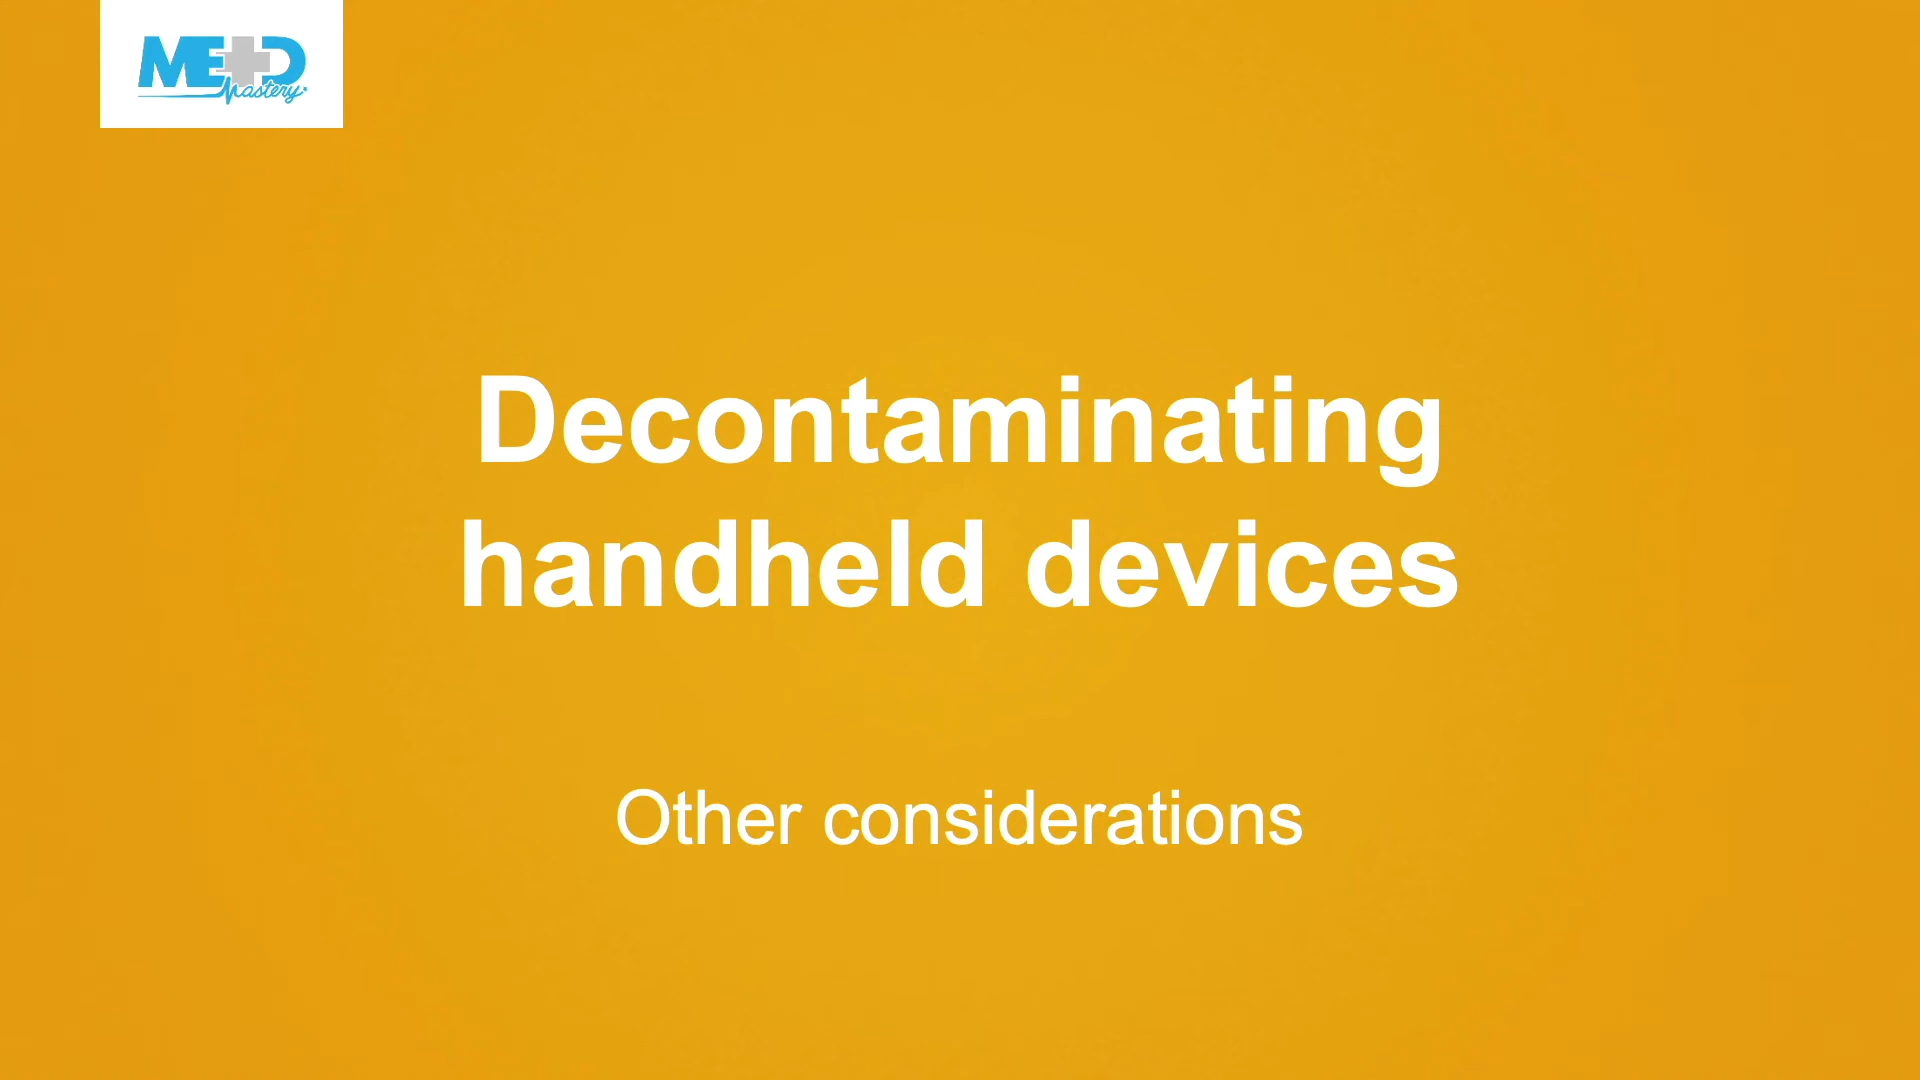 MED
Mastery
Decontaminating
handheld devices
Other considerations